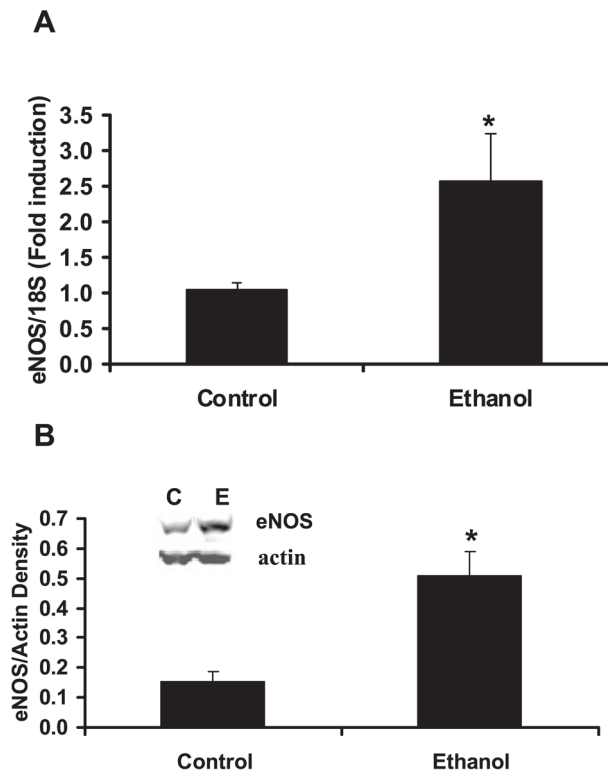 A
eNOS/18S (Fold induction)
3.5
3.0
2.5
2.0
1.5
1.0
0.5
0.0
*
Control
Ethanol
B
eNOS/Actin Density
0.7
0.6
0.5
0.4
0.3
0.2
0.1
0.0
C E
eNOS
actin
*
Control
Ethanol